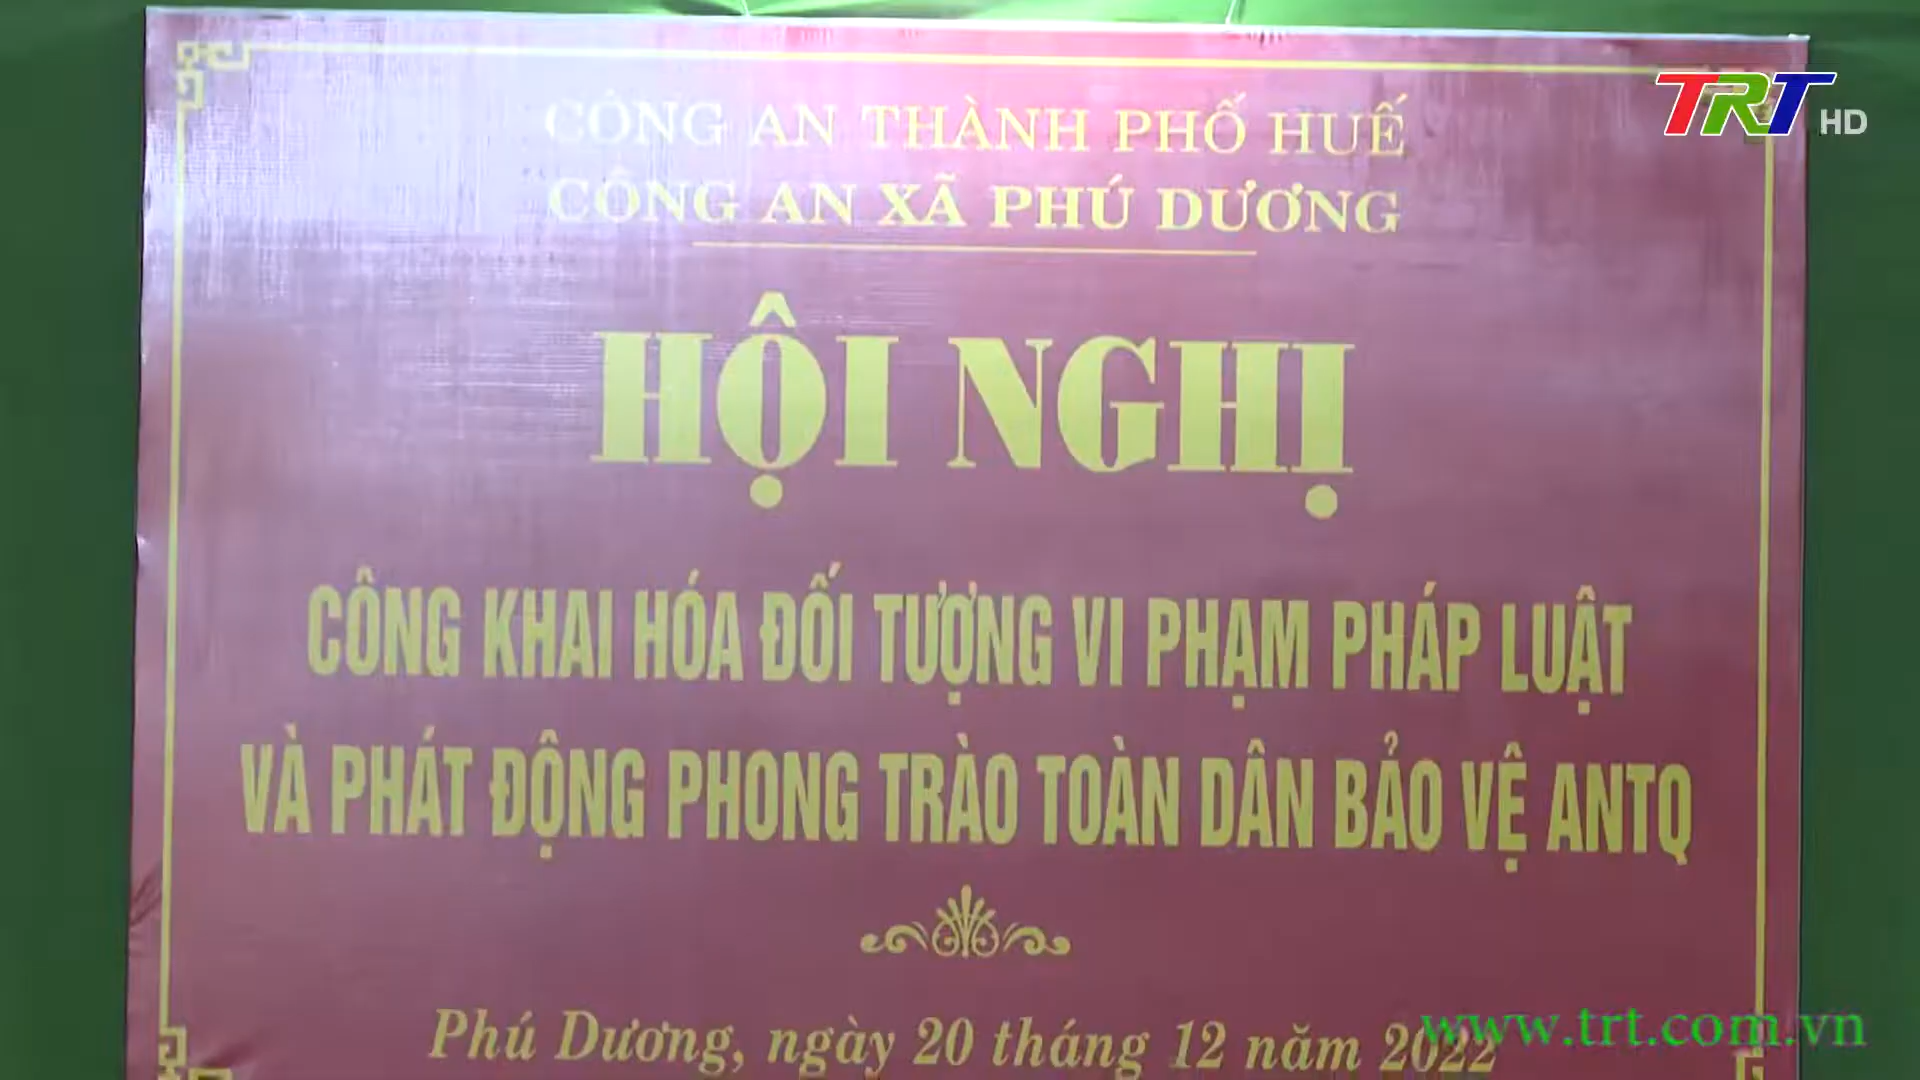 TRT HD
CÔNG AN THÀNH PHỐ HUẾ
CÔNG AN XÃ PHÚ DƯƠNG
HỘI NGHỊ
CÔNG KHAI HÓA ĐỐI TƯỢNG VI PHẠM PHÁP LUẬT
VÀ PHÁT ĐỘNG PHONG TRÀO TOÀN DÂN BẢO VỆ ANTQ
Phú Dương, ngày 20 tháng 12 năm 2022
www.trt.com.vn